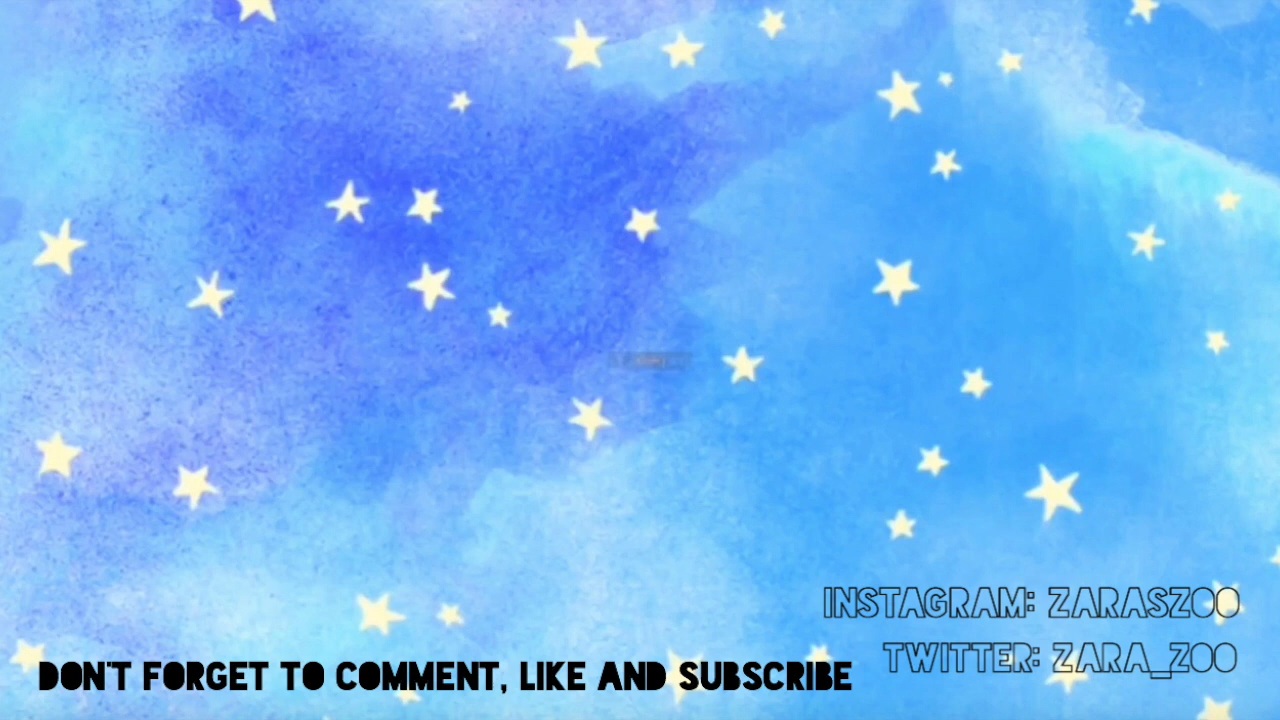 INSTAGRAM: ZARASZOO
TWITTER: ZARA_ZOO
DON'T FORGET TO COMMENT, LIKE AND SUBSCRIBE